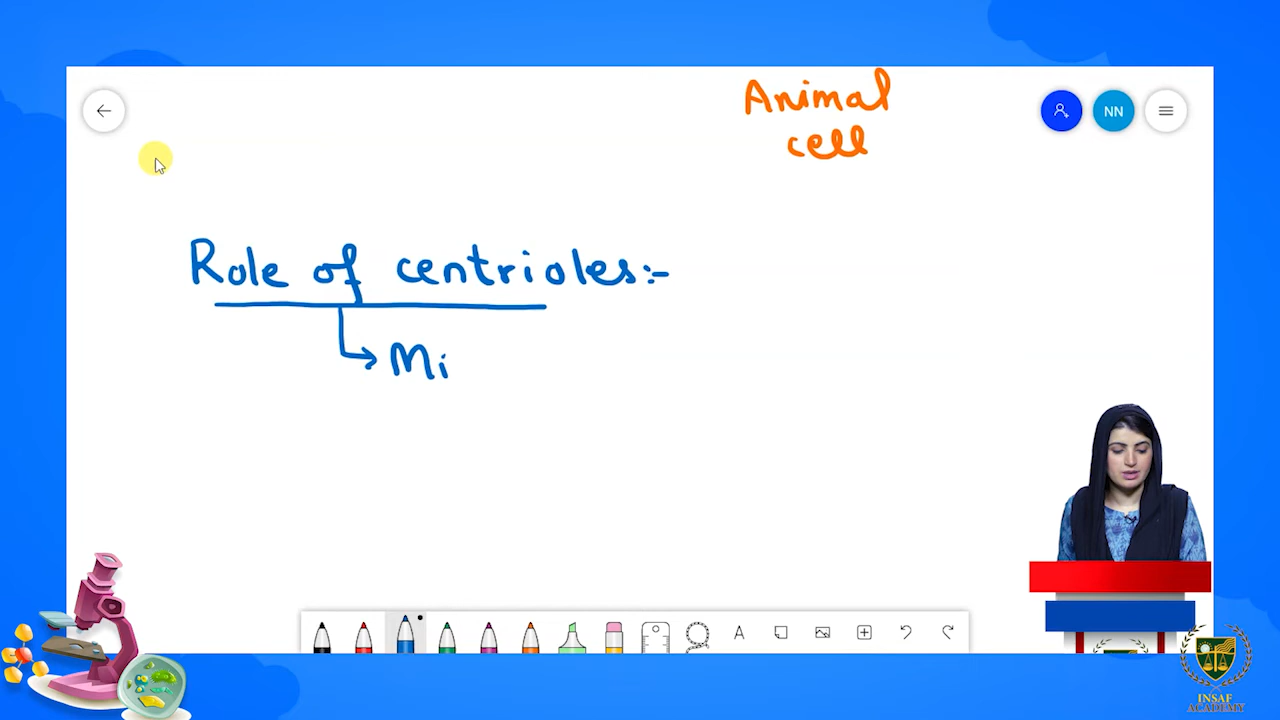 Animal
cell
NN
Role of centrioles:-
Mi
A
INSAF
ACADEMY